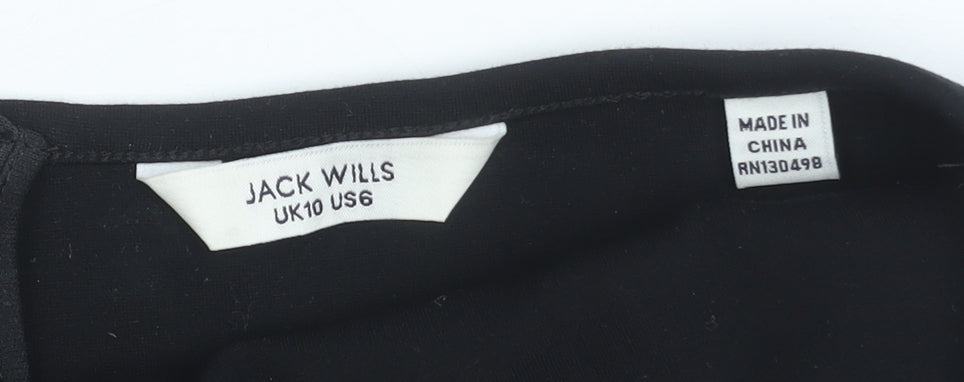 JACK WILLS
UK10 US6
MADE IN
CHINA
RN130498